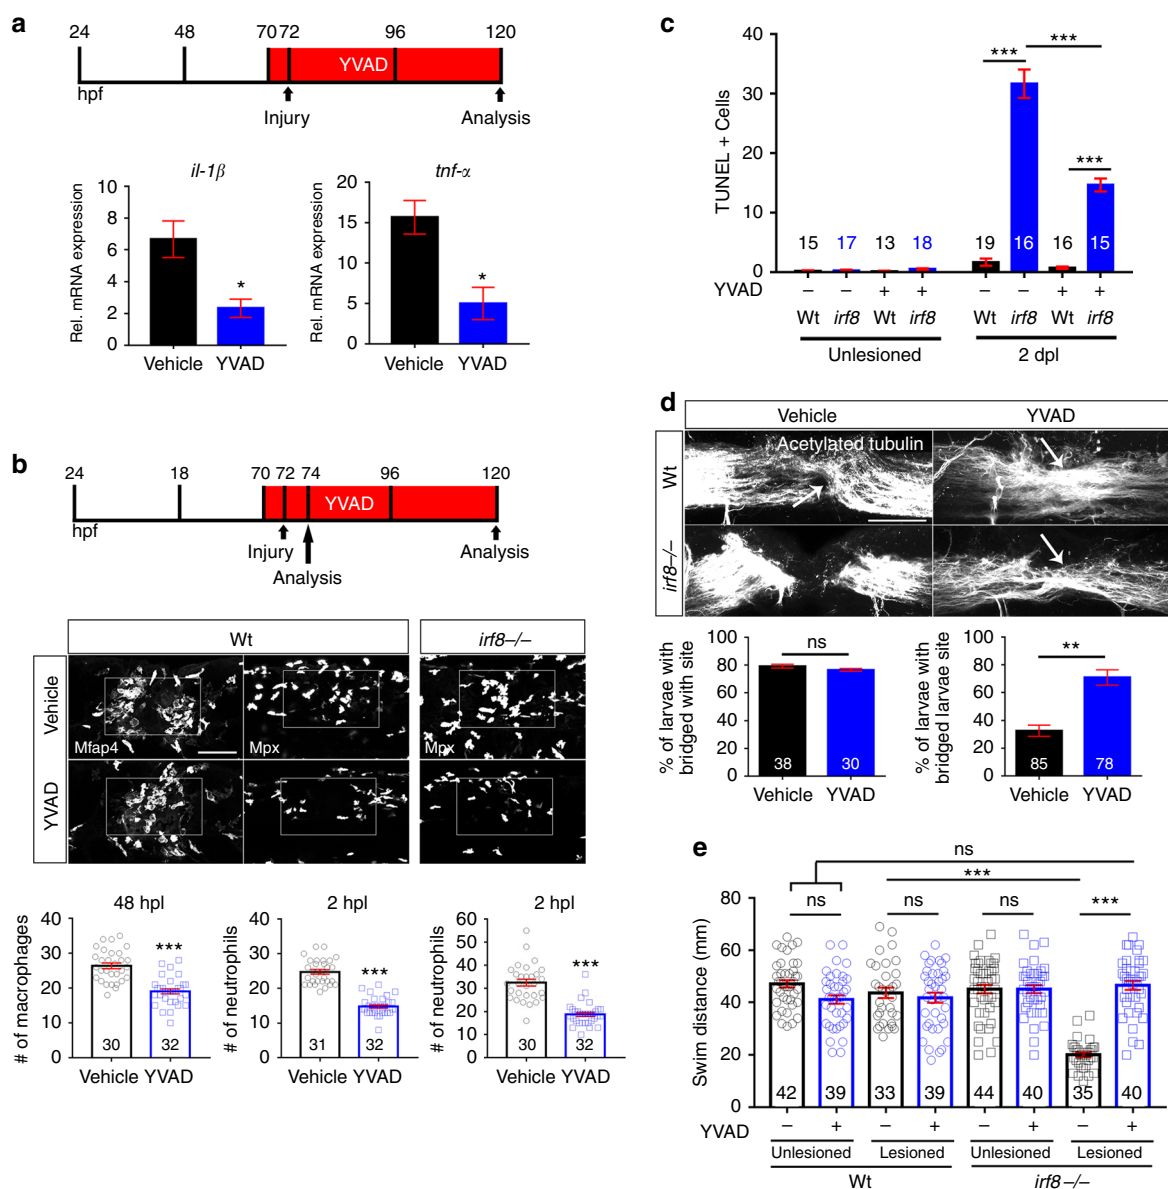 a
24 48 70 72 96 120
YVAD
hpf
Injury Analysis
il-1β
Rel. mRNA expression
10
8
6
4
2
0
*
Vehicle YVAD
tnf-α
Rel. mRNA expression
20
15
10
5
0
*
Vehicle YVAD
b
24 18 70 72 74 96 120
YVAD
hpf
Injury Analysis
Analysis
Wt irf8–/–
Vehicle
Mfap4 Mpx Mpx
YVAD
48 hpl
# of macrophages
40
30
20
10
0
***
30 32
Vehicle YVAD
2 hpl
# of neutrophils
40
30
20
10
0
***
31 32
Vehicle YVAD
2 hpl
# of neutrophils
60
50
40
30
20
10
0
***
30 32
Vehicle YVAD
c
TUNEL + Cells
40
30
20
10
0
*** ***
***
15 17 13 18 19 16 16 15
YVAD – – + + – – + +
Wt irf8 Wt irf8 Wt irf8 Wt irf8
Unlesioned 2 dpl
d
Vehicle YVAD
Wt
Acetylated tubulin
irf8–/–
% of larvae with
bridged with site
100
80
60
40
20
0
ns
38 30
Vehicle YVAD
% of larvae with
bridged larvae site
100
80
60
40
20
0
**
85 78
Vehicle YVAD
e
Swim distance (mm)
80
60
40
20
0
ns
***
ns ns ns ***
42 39 33 39 44 40 35 40
YVAD – + – + – + – +
Unlesioned Lesioned Unlesioned Lesioned
Wt irf8–/–